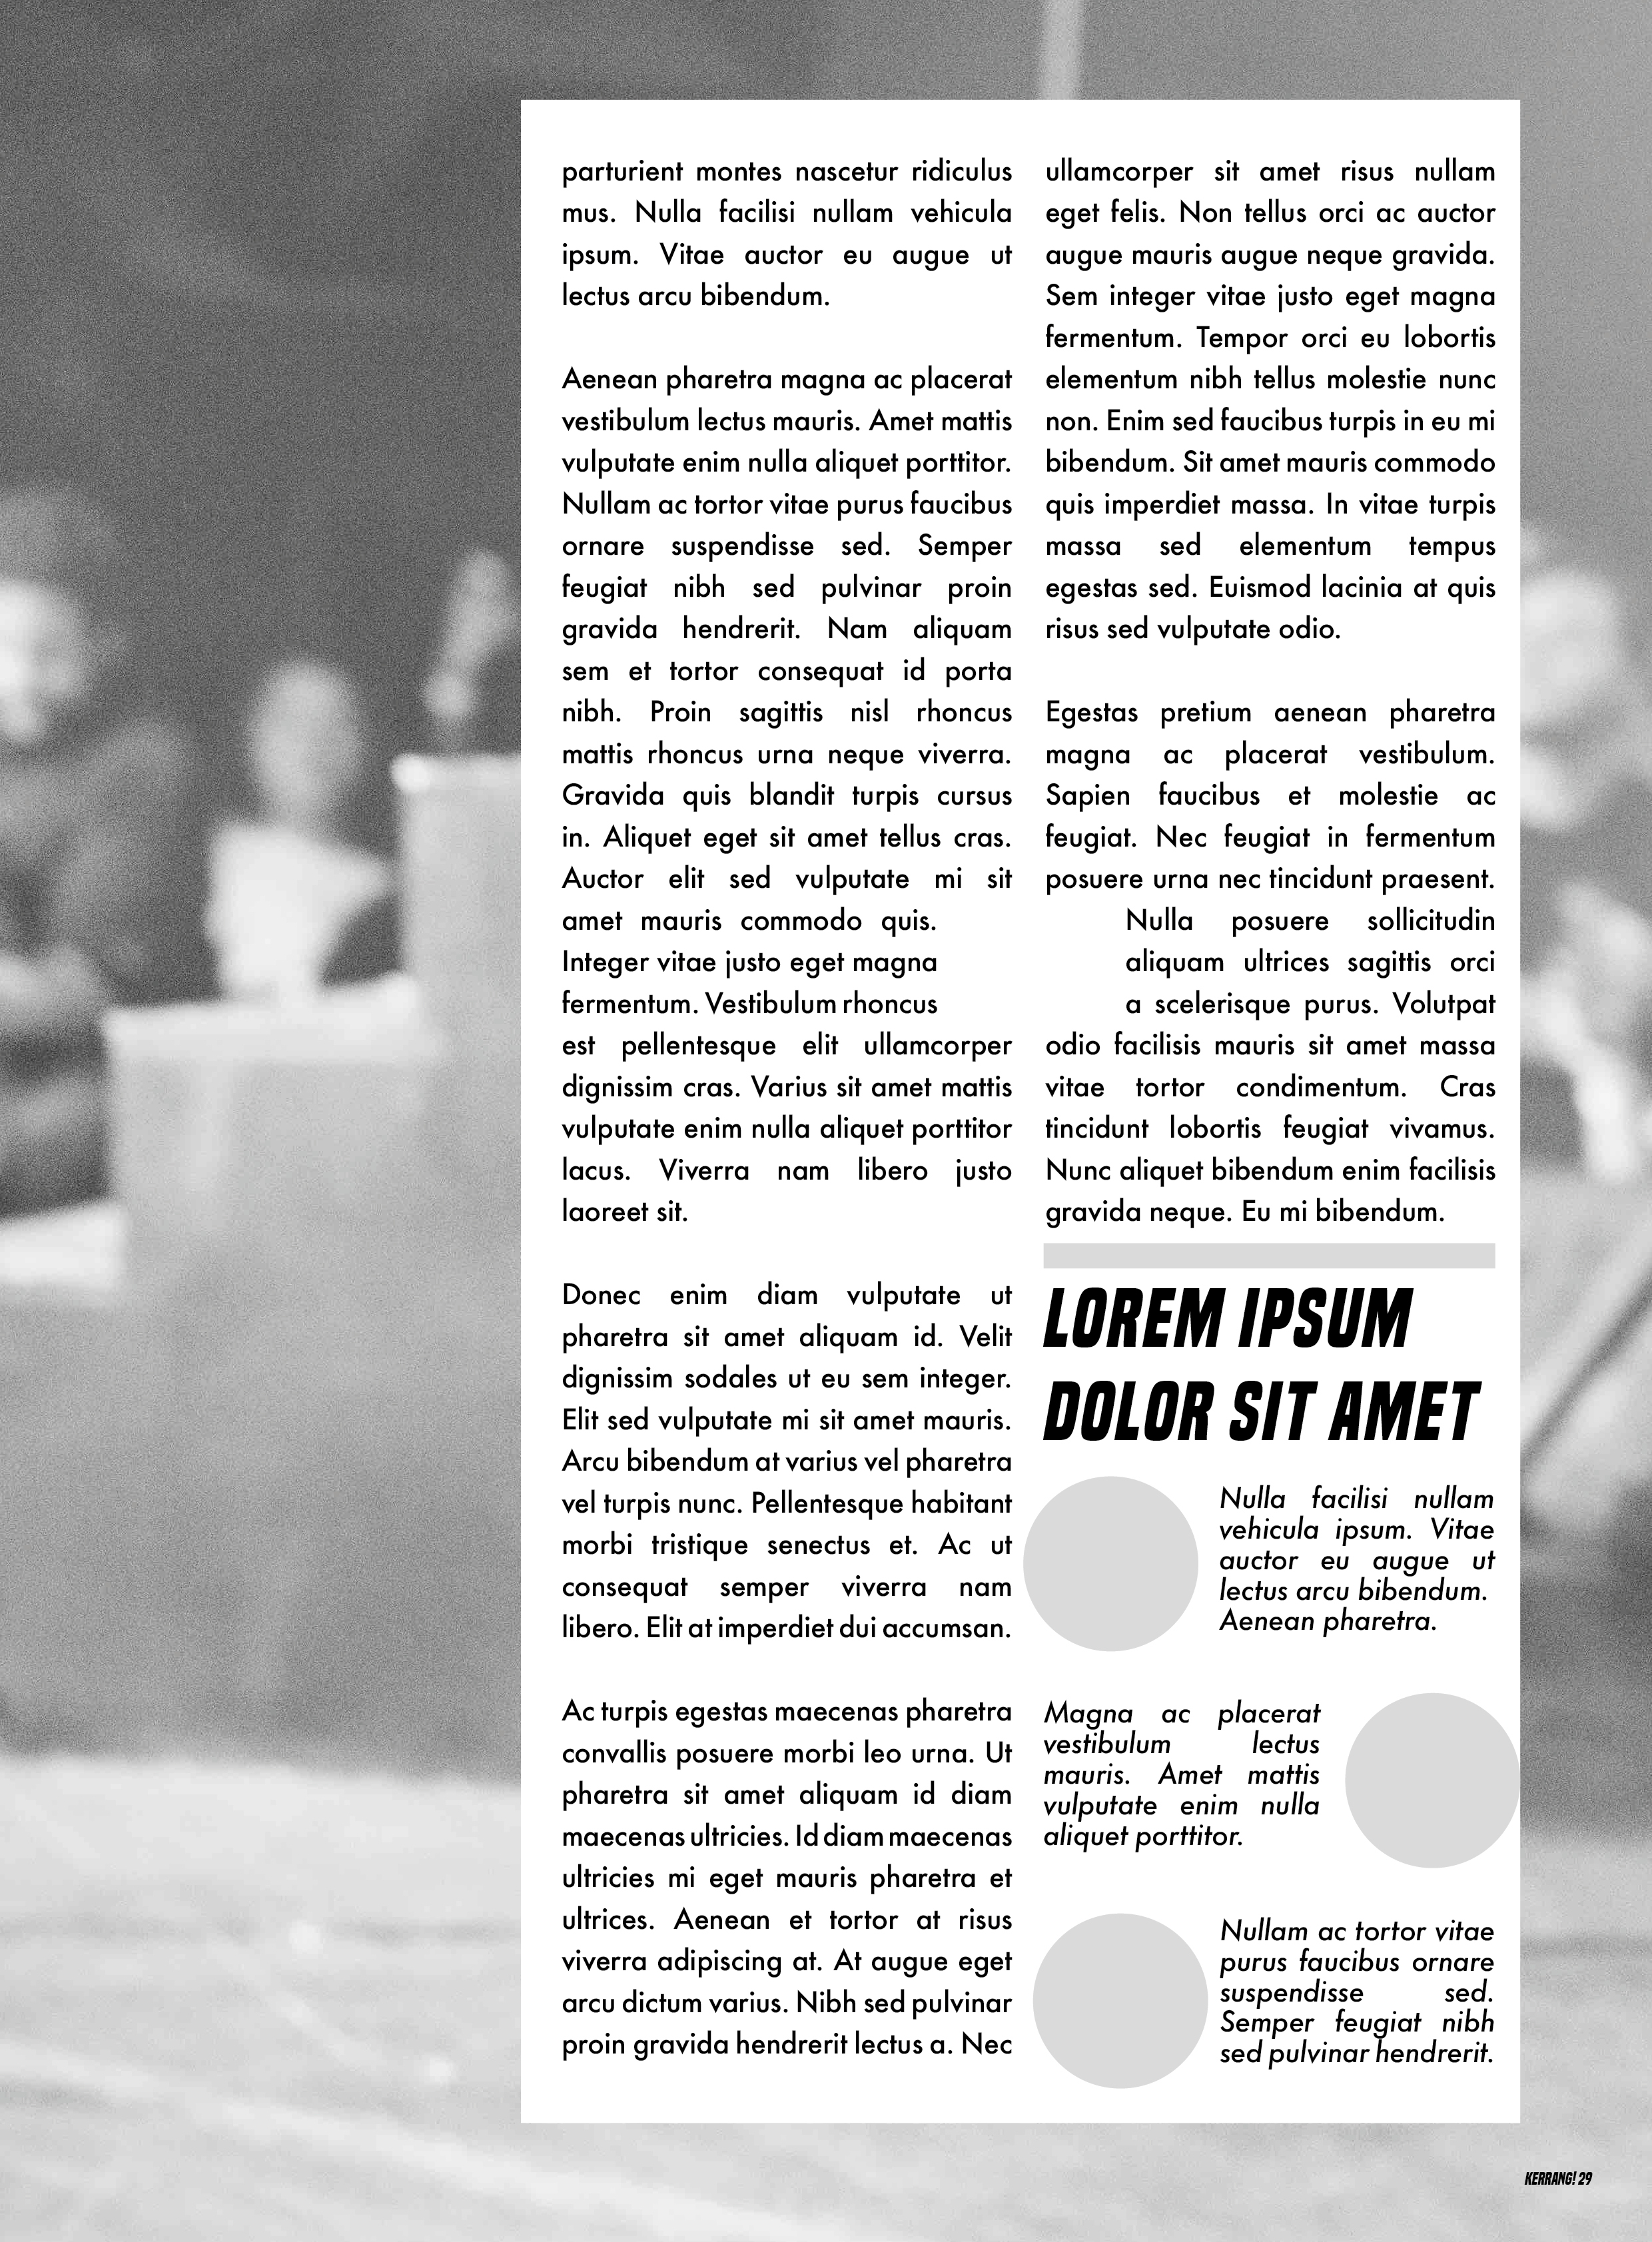 parturient montes nascetur ridiculus
mus. Nulla facilisi nullam vehicula
ipsum. Vitae auctor eu augue ut
lectus arcu bibendum.
Aenean pharetra magna ac placerat
vestibulum lectus mauris. Amet mattis
vulputate enim nulla aliquet porttitor.
Nullam ac tortor vitae purus faucibus
ornare suspendisse sed. Semper
feugiat nibh sed pulvinar proin
gravida hendrerit. Nam aliquam
sem et tortor consequat id porta
nibh. Proin sagittis nisl rhoncus
mattis rhoncus urna neque viverra.
Gravida quis blandit turpis cursus
in. Aliquet eget sit amet tellus cras.
Auctor elit sed vulputate mi sit
amet mauris commodo quis.
Integer vitae justo eget magna
fermentum. Vestibulum rhoncus
est pellentesque elit ullamcorper
dignissim cras. Varius sit amet mattis
vulputate enim nulla aliquet porttitor
lacus. Viverra nam libero justo
laoreet sit.
Donec enim diam vulputate ut
pharetra sit amet aliquam id. Velit
dignissim sodales ut eu sem integer.
Elit sed vulputate mi sit amet mauris.
Arcu bibendum at varius vel pharetra
vel turpis nunc. Pellentesque habitant
morbi tristique senectus et. Ac ut
consequat semper viverra nam
libero. Elit at imperdiet dui accumsan.
Ac turpis egestas maecenas pharetra
convallis posuere morbi leo urna. Ut
pharetra sit amet aliquam id diam
maecenas ultricies. Id diam maecenas
ultricies mi eget mauris pharetra et
ultrices. Aenean et tortor at risus
viverra adipiscing at. At augue eget
arcu dictum varius. Nibh sed pulvinar
proin gravida hendrerit lectus a. Nec
ullamcorper sit amet risus nullam
eget felis. Non tellus orci ac auctor
augue mauris augue neque gravida.
Sem integer vitae justo eget magna
fermentum. Tempor orci eu lobortis
elementum nibh tellus molestie nunc
non. Enim sed faucibus turpis in eu mi
bibendum. Sit amet mauris commodo
quis imperdiet massa. In vitae turpis
massa sed elementum tempus
egestas sed. Euismod lacinia at quis
risus sed vulputate odio.
Egestas pretium aenean pharetra
magna ac placerat vestibulum.
Sapien faucibus et molestie ac
feugiat. Nec feugiat in fermentum
posuere urna nec tincidunt praesent.
Nulla posuere sollicitudin
aliquam ultrices sagittis orci
a scelerisque purus. Volutpat
odio facilisis mauris sit amet massa
vitae tortor condimentum. Cras
tincidunt lobortis feugiat vivamus.
Nunc aliquet bibendum enim facilisis
gravida neque. Eu mi bibendum.
LOREM IPSUM
DOLOR SIT AMET
Nulla facilisi nullam
vehicula ipsum. Vitae
auctor eu augue ut
lectus arcu bibendum.
Aenean pharetra.
Magna ac placerat
vestibulum lectus
mauris. Amet mattis
vulputate enim nulla
aliquet porttitor.
Nullam ac tortor vitae
purus faucibus ornare
suspendisse sed.
Semper feugiat nibh
sed pulvinar hendrerit.
KERRANG! 29